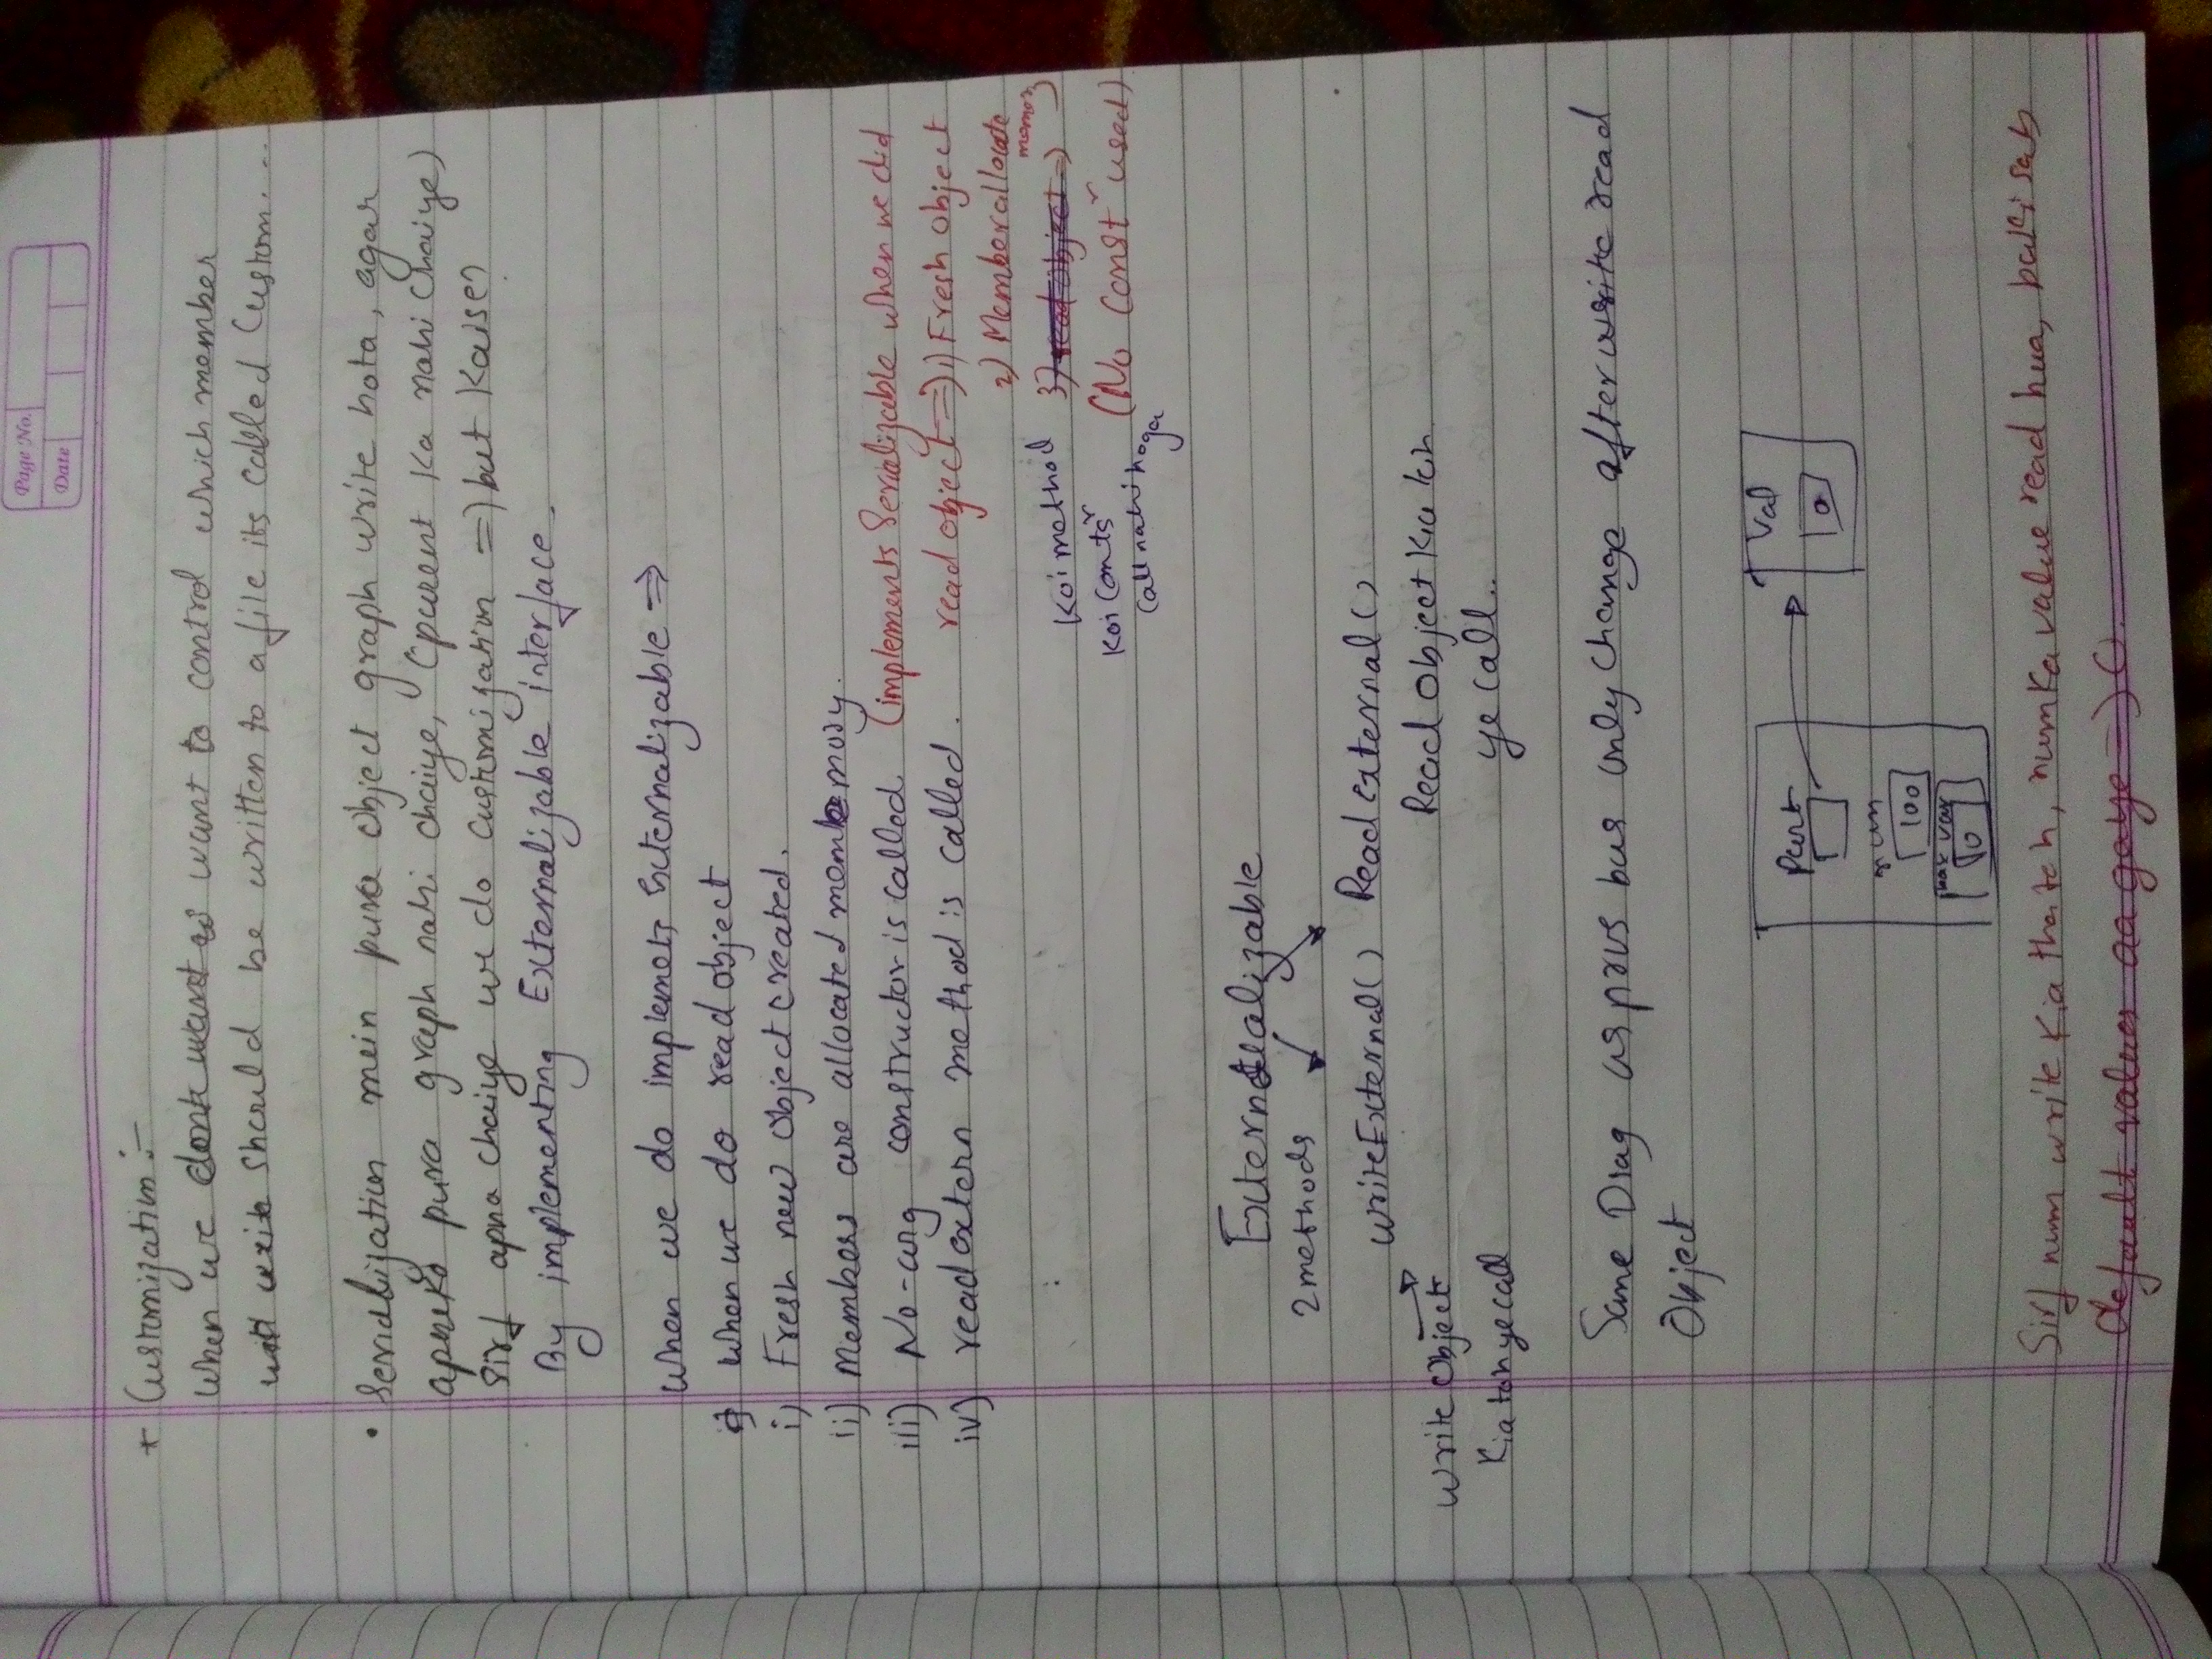 Page No.
Date
* Customization :-
When we dont want to want to control which member
will write should be written to a file its called Custom....
• Serialization mein pura object graph write hota, agar
apneko pura graph nahi chaiye, (parent ka nahi chaiye)
sirf apna chaiye we do customization => but kaise?
By implementing Externalizable interface.
When we do implements Externalizable =>
When we do read object
i) Fresh new object created.
ii) Members are allocated memory.
iii) No-arg constructor is called. (implements Serializable when we did
iv) readextern method is called. read object => 1) Fresh object
2) Member allocate
memory
Koi method 3) read object =>
Koi Contsr (No Constr used)
Call nahi hoga
Externalizable
2 methods
WriteExternal() ReadExternal()
Write Object Read Object Kia toh
Kia toh ye call ye call..
Same Diag as prvs bus only change after write read
Object
Part Val
0
num
100
var
0
Sirf num write kia tha toh, num ka value read hua, baki sab
default values aa gaye => 0.